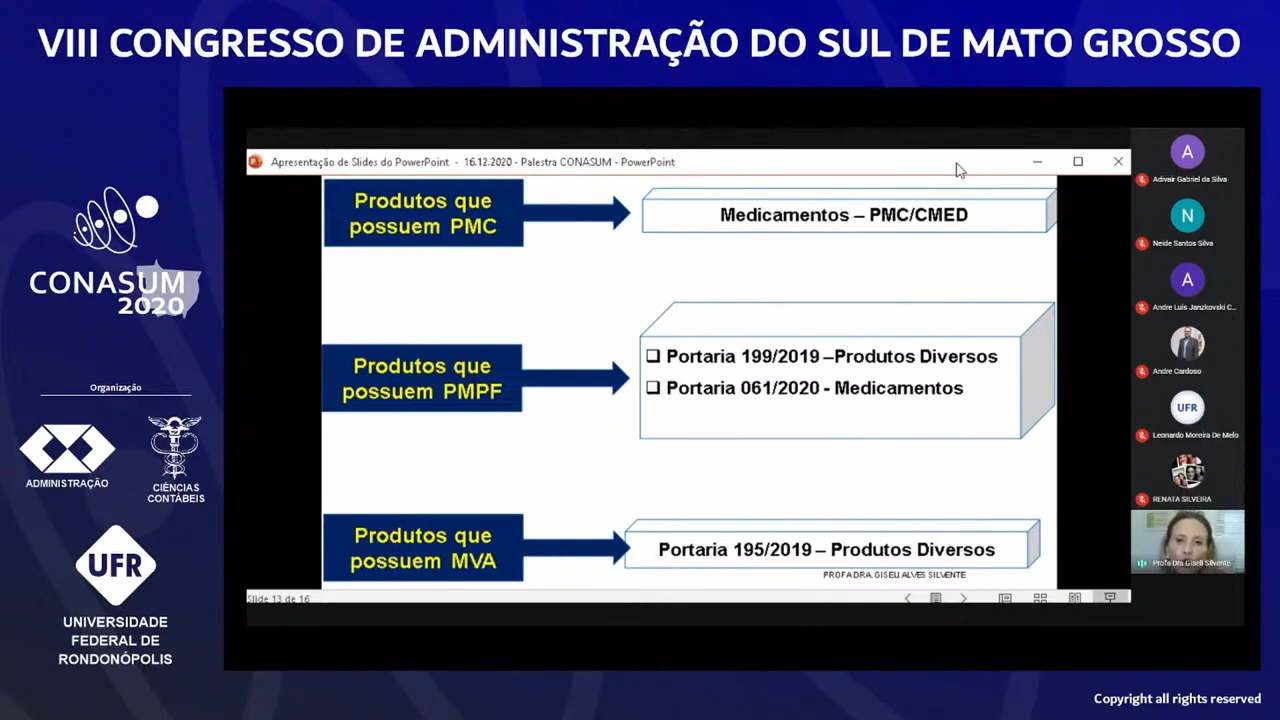 VIII CONGRESSO DE ADMINISTRAÇÃO DO SUL DE MATO GROSSO
CONASUM
2020
Organização
ADMINISTRAÇÃO
CIÊNCIAS
CONTÁBEIS
UFR
UNIVERSIDADE
FEDERAL DE
RONDONÓPOLIS
Apresentação de Slides do PowerPoint - 16.12.2020 - Palestra CONASUM - PowerPoint
Produtos que
possuem PMC
Medicamentos – PMC/CMED
Produtos que
possuem PMPF
❑ Portaria 199/2019 –Produtos Diversos
❑ Portaria 061/2020 - Medicamentos
Produtos que
possuem MVA
Portaria 195/2019 – Produtos Diversos
PROFA DRA. GISELI ALVES SILVENTE
Slide 13 de 16
A
Adivair Gabriel da Silva
N
Neide Santos Silva
A
Andre Luis Janzkovski C...
Andre Cardoso
UFR
Leonardo Moreira De Melo
RENATA SILVEIRA
Profa Dra Giseli Silvente
Copyright all rights reserved